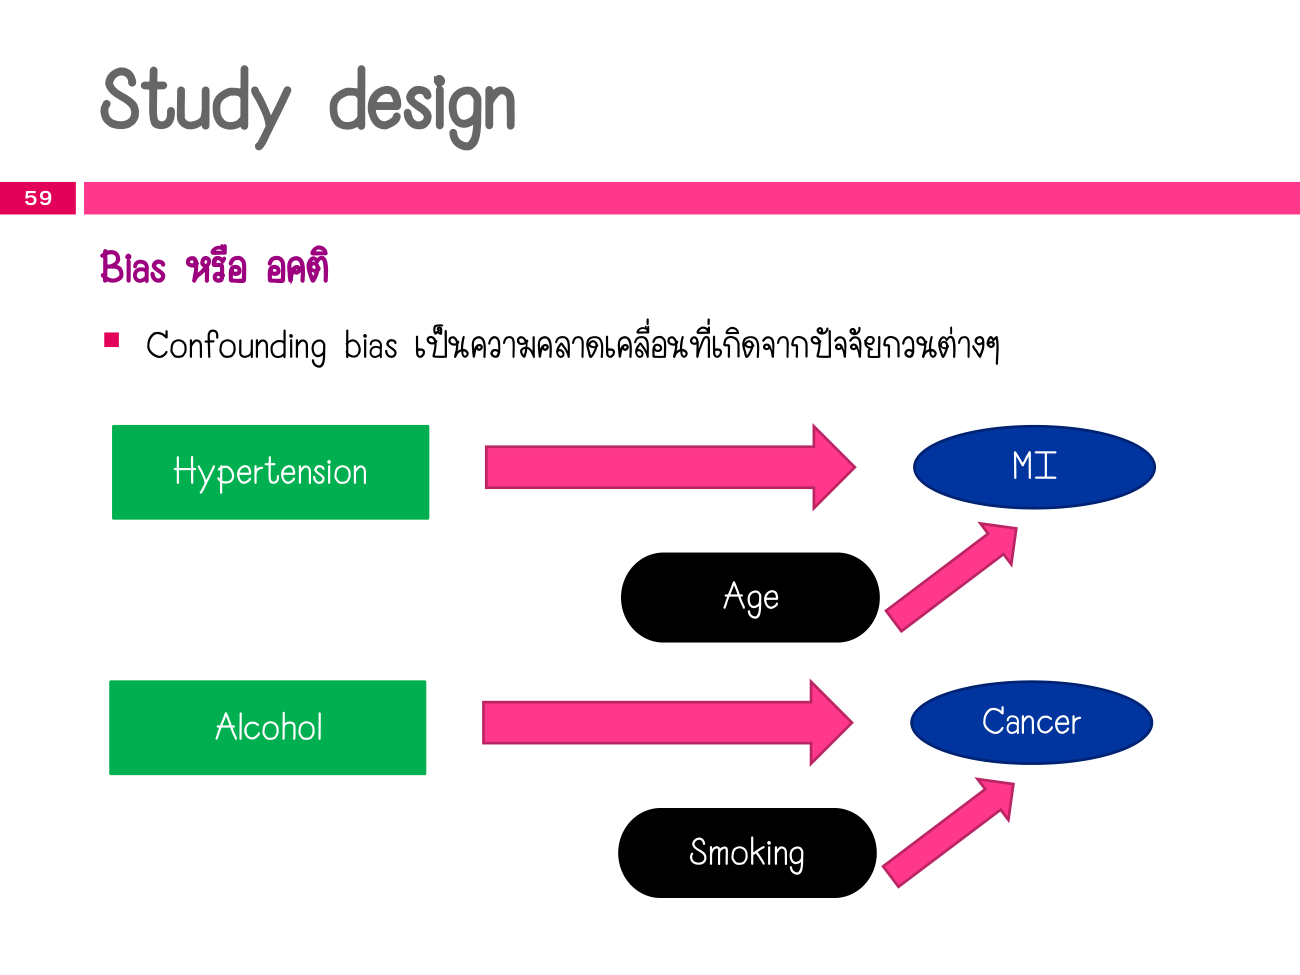 Study design
59
Bias หรือ อคติ
Confounding bias เป็นความคลาดเคลื่อนที่เกิดจากปัจจัยกวนต่างๆ
Hypertension
MI
Age
Alcohol
Cancer
Smoking